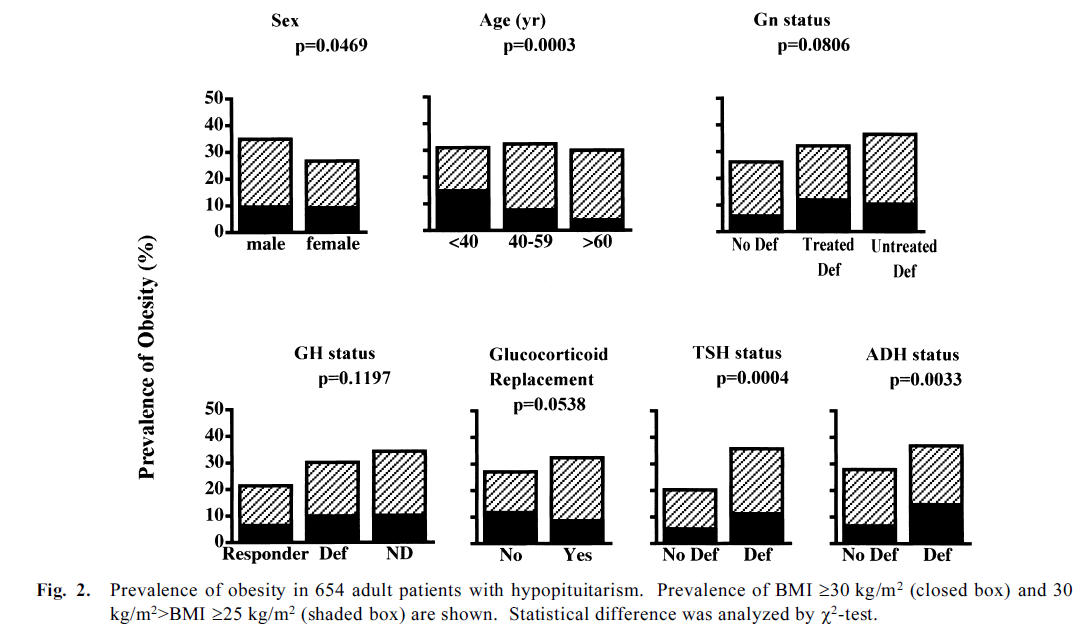 Sex
p=0.0469
Age (yr)
p=0.0003
Gn status
p=0.0806
50
40
30
20
10
0
male female
<40 40-59 >60
No Def Treated Def Untreated Def
Prevalence of Obesity (%)
GH status
p=0.1197
Glucocorticoid
Replacement
p=0.0538
TSH status
p=0.0004
ADH status
p=0.0033
50
40
30
20
10
0
Responder Def ND
No Yes
No Def Def
No Def Def
Fig. 2. Prevalence of obesity in 654 adult patients with hypopituitarism. Prevalence of BMI ≥30 kg/m² (closed box) and 30
kg/m²>BMI ≥25 kg/m² (shaded box) are shown. Statistical difference was analyzed by χ²-test.